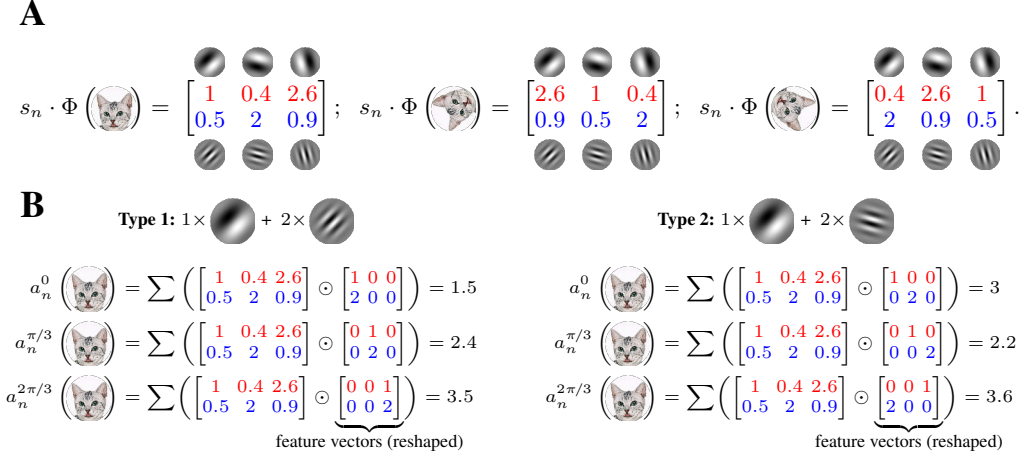 A
s_n · Φ ( ) = [ 1 0.4 2.6 ; 0.5 2 0.9 ] ; s_n · Φ ( ) = [ 2.6 1 0.4 ; 0.9 0.5 2 ] ; s_n · Φ ( ) = [ 0.4 2.6 1 ; 2 0.9 0.5 ] .
B
Type 1: 1× + 2×
a_n^0 ( ) = ∑ ( [ 1 0.4 2.6 ; 0.5 2 0.9 ] ⊙ [ 1 0 0 ; 2 0 0 ] ) = 1.5
a_n^{π/3} ( ) = ∑ ( [ 1 0.4 2.6 ; 0.5 2 0.9 ] ⊙ [ 0 1 0 ; 0 2 0 ] ) = 2.4
a_n^{2π/3} ( ) = ∑ ( [ 1 0.4 2.6 ; 0.5 2 0.9 ] ⊙ [ 0 0 1 ; 0 0 2 ] ) = 3.5
feature vectors (reshaped)
Type 2: 1× + 2×
a_n^0 ( ) = ∑ ( [ 1 0.4 2.6 ; 0.5 2 0.9 ] ⊙ [ 1 0 0 ; 0 2 0 ] ) = 3
a_n^{π/3} ( ) = ∑ ( [ 1 0.4 2.6 ; 0.5 2 0.9 ] ⊙ [ 0 1 0 ; 0 0 2 ] ) = 2.2
a_n^{2π/3} ( ) = ∑ ( [ 1 0.4 2.6 ; 0.5 2 0.9 ] ⊙ [ 0 0 1 ; 2 0 0 ] ) = 3.6
feature vectors (reshaped)